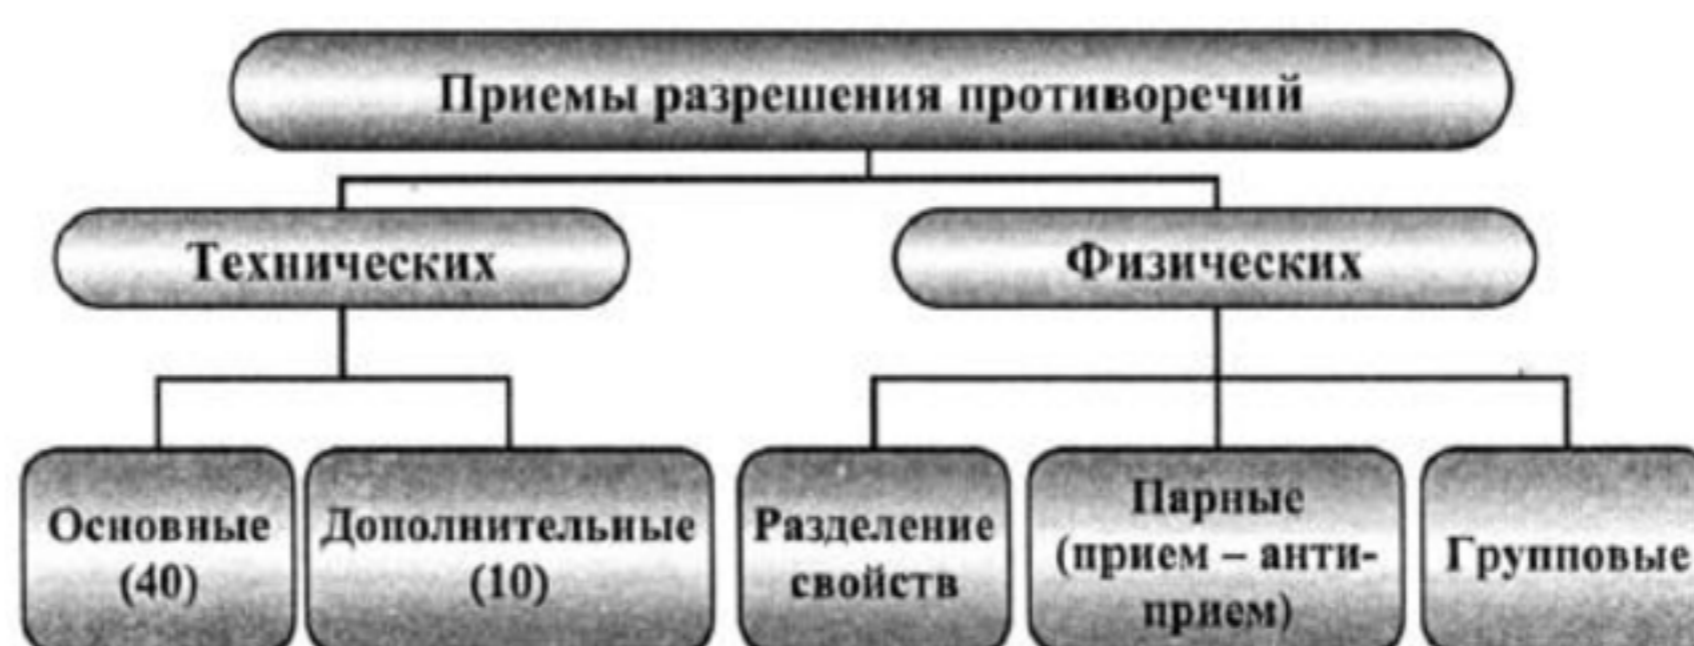 Приемы разрешения противоречий
Технических
Физических
Основные
(40)
Дополнительные
(10)
Разделение
свойств
Парные
(прием – анти-
прием)
Групповые